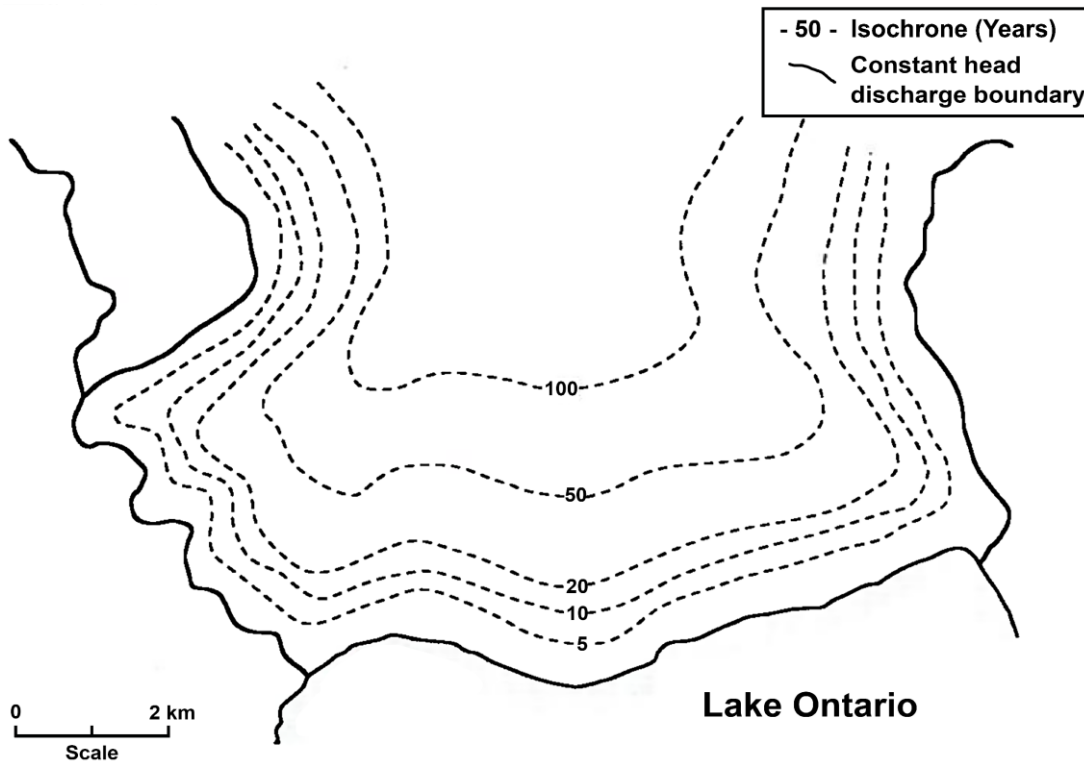 - 50 - Isochrone (Years)
Constant head
discharge boundary
100
50
20
10
5
Lake Ontario
0 2 km
Scale